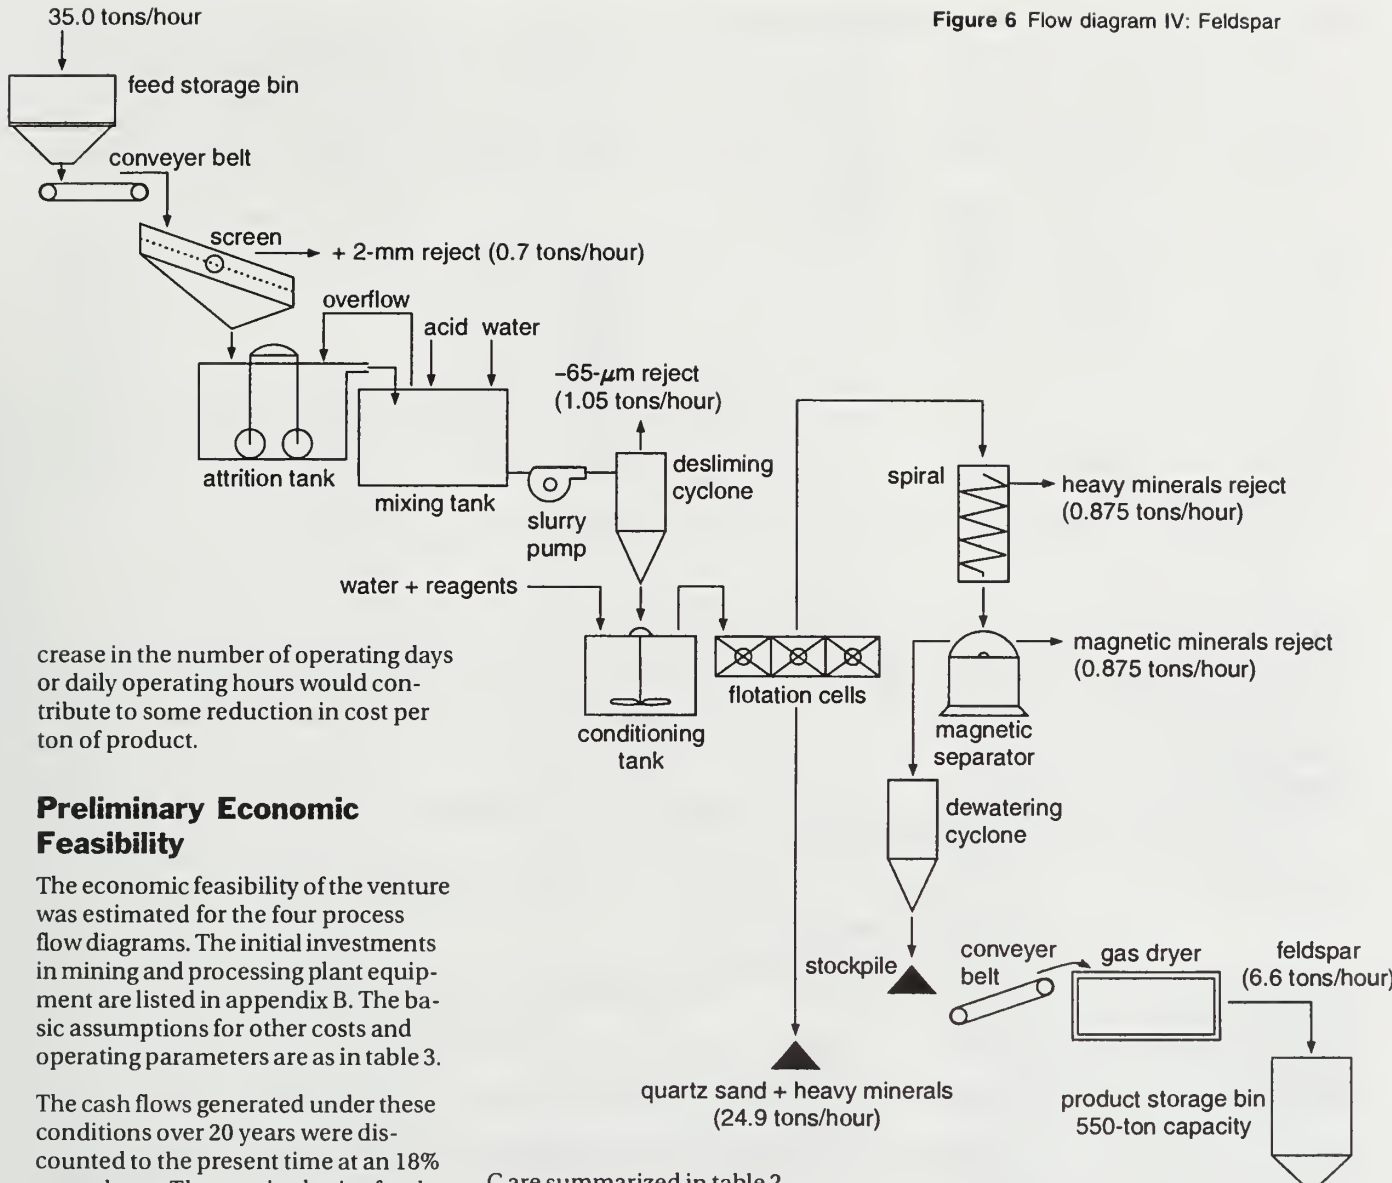 35.0 tons/hour
Figure 6 Flow diagram IV: Feldspar
feed storage bin
conveyer belt
screen
+ 2-mm reject (0.7 tons/hour)
overflow
acid water
–65-μm reject
(1.05 tons/hour)
attrition tank
mixing tank
slurry
pump
desliming
cyclone
spiral
heavy minerals reject
(0.875 tons/hour)
water + reagents
conditioning
tank
flotation cells
magnetic minerals reject
(0.875 tons/hour)
magnetic
separator
dewatering
cyclone
stockpile
conveyer
belt
gas dryer
feldspar
(6.6 tons/hour)
quartz sand + heavy minerals
(24.9 tons/hour)
product storage bin
550-ton capacity
crease in the number of operating days
or daily operating hours would con-
tribute to some reduction in cost per
ton of product.
Preliminary Economic
Feasibility
The economic feasibility of the venture
was estimated for the four process
flow diagrams. The initial investments
in mining and processing plant equip-
ment are listed in appendix B. The ba-
sic assumptions for other costs and
operating parameters are as in table 3.
The cash flows generated under these
conditions over 20 years were dis-
counted to the present time at an 18%
C are summarized in table 2